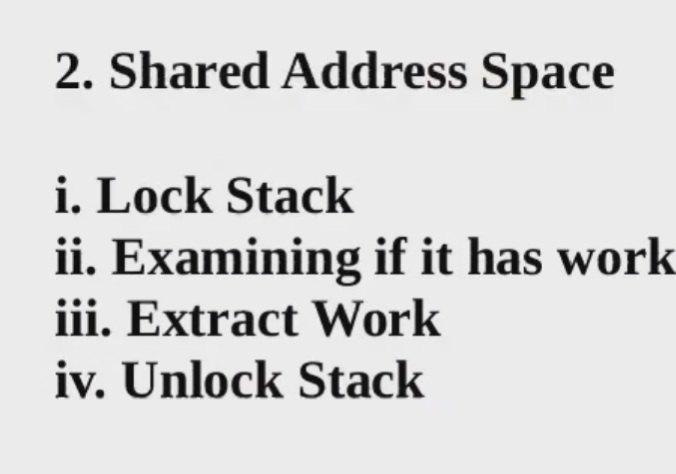 2. Shared Address Space
i. Lock Stack
ii. Examining if it has work
iii. Extract Work
iv. Unlock Stack